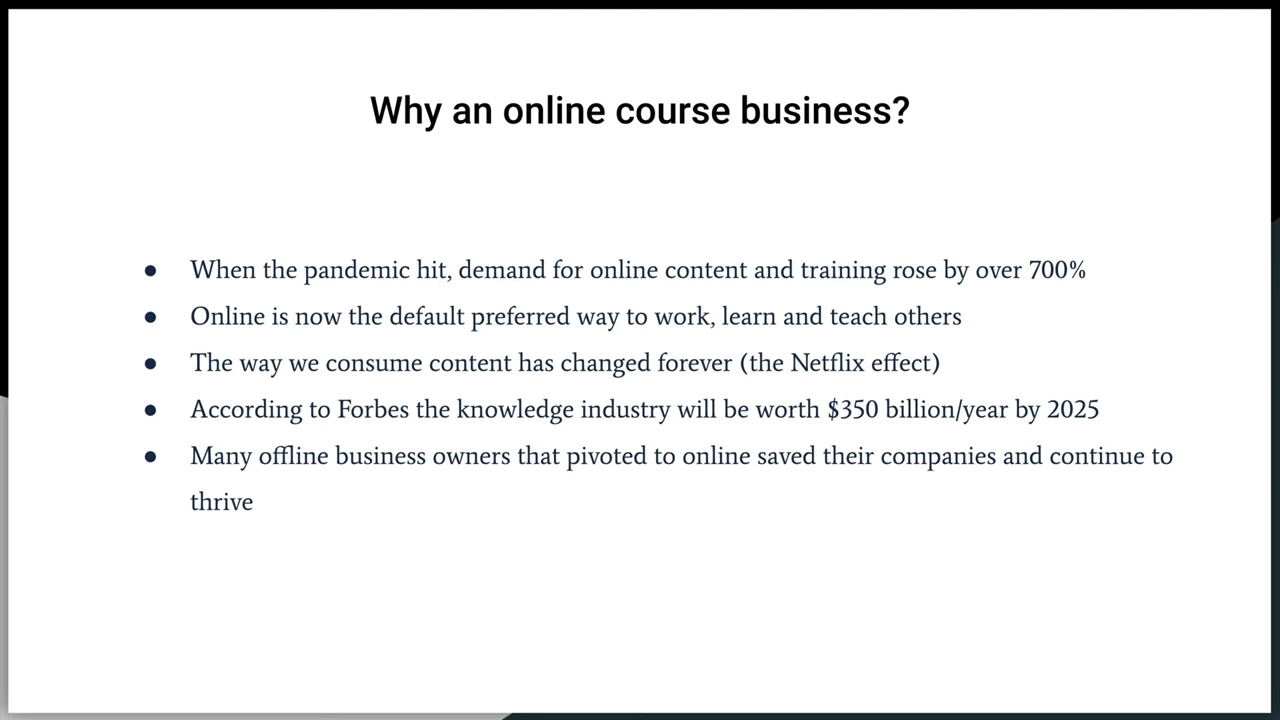 Why an online course business?
● When the pandemic hit, demand for online content and training rose by over 700%
● Online is now the default preferred way to work, learn and teach others
● The way we consume content has changed forever (the Netflix effect)
● According to Forbes the knowledge industry will be worth $350 billion/year by 2025
● Many offline business owners that pivoted to online saved their companies and continue to
thrive